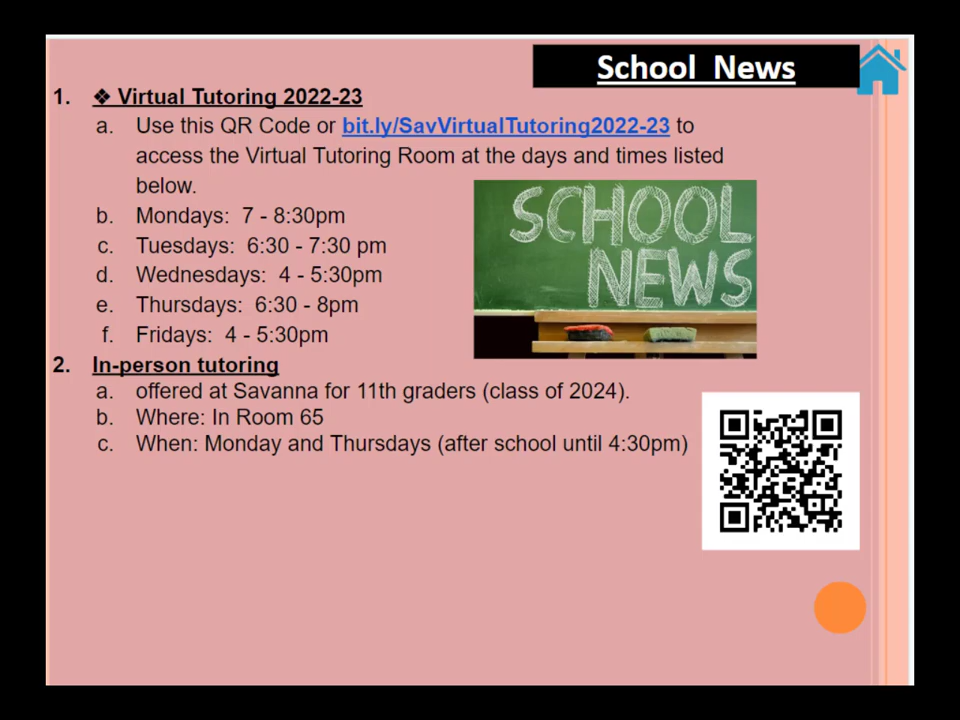 School News
1. ❖ Virtual Tutoring 2022-23
a. Use this QR Code or bit.ly/SavVirtualTutoring2022-23 to
access the Virtual Tutoring Room at the days and times listed
below.
b. Mondays: 7 - 8:30pm
c. Tuesdays: 6:30 - 7:30 pm
d. Wednesdays: 4 - 5:30pm
e. Thursdays: 6:30 - 8pm
f. Fridays: 4 - 5:30pm
SCHOOL
NEWS
2. In-person tutoring
a. offered at Savanna for 11th graders (class of 2024).
b. Where: In Room 65
c. When: Monday and Thursdays (after school until 4:30pm)